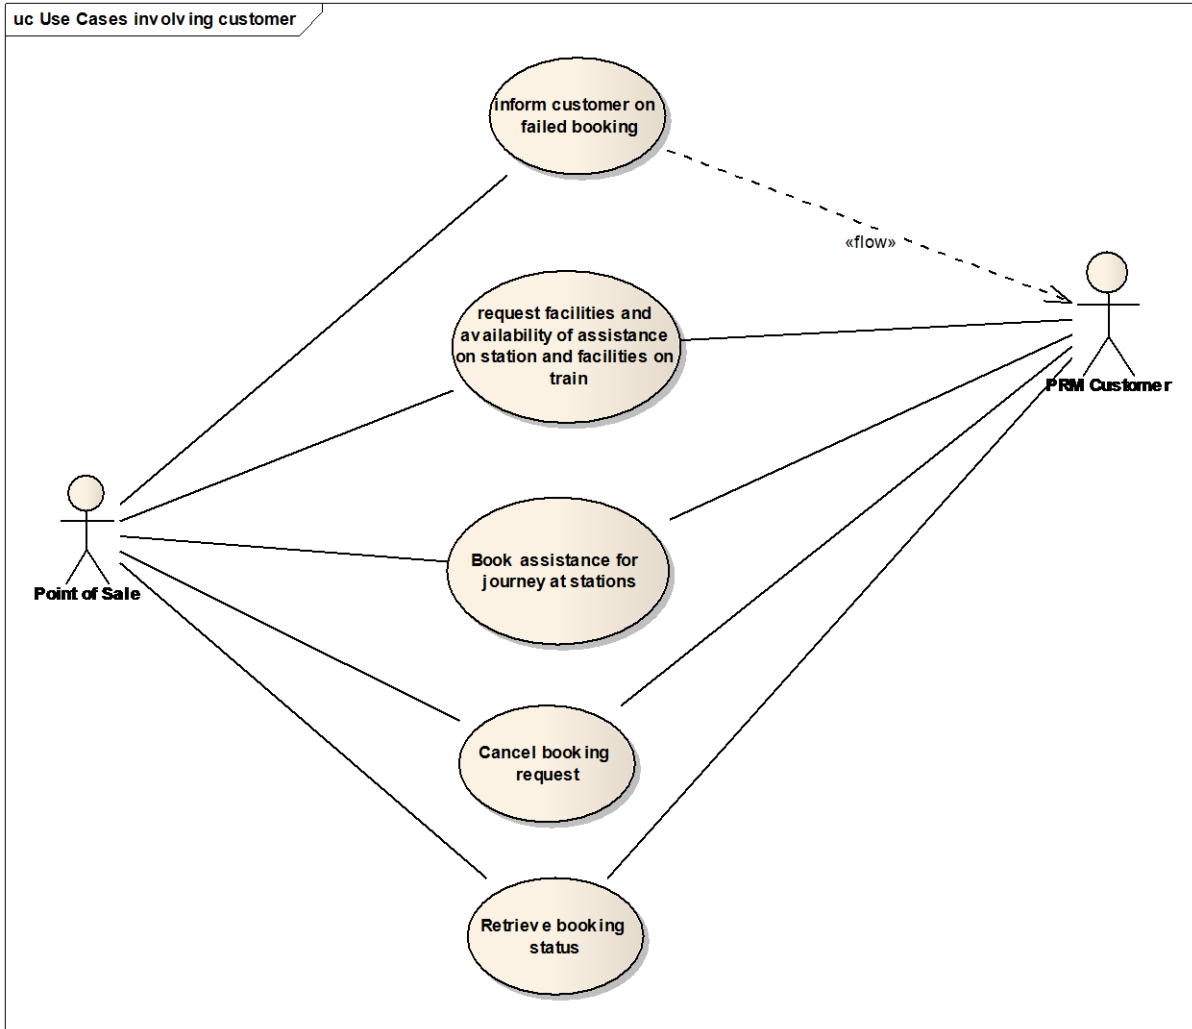 uc Use Cases involving customer
inform customer on
failed booking
«flow»
request facilities and
availability of assistance
on station and facilities on
train
PRM Customer
Book assistance for
journey at stations
Point of Sale
Cancel booking
request
Retrieve booking
status